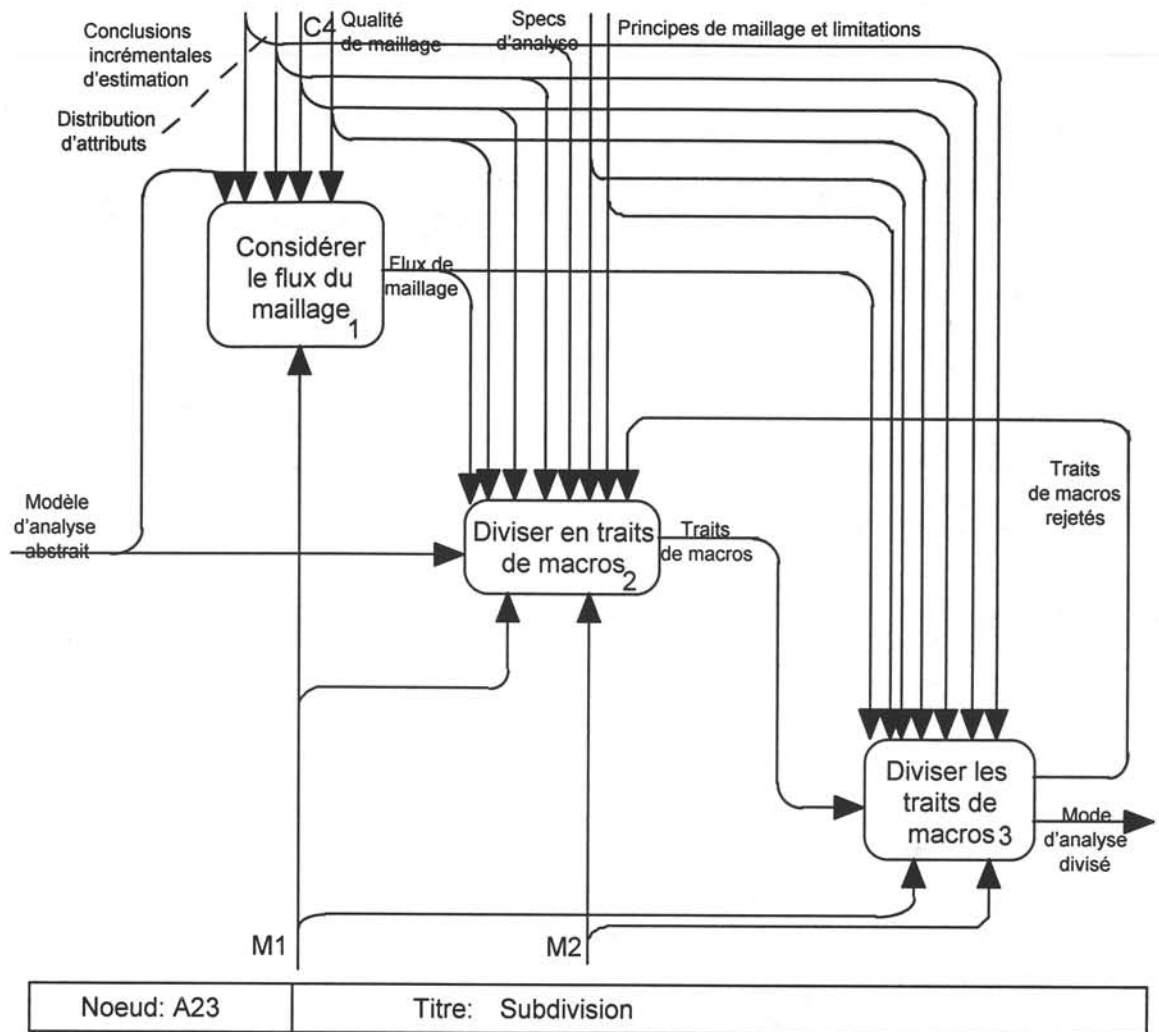 Conclusions
incrémentales
d'estimation
Distribution
d'attributs
C4
Qualité
de maillage
Specs
d'analyse
Principes de maillage et limitations
Considérer
le flux du
maillage
1
Flux de
maillage
Modèle
d'analyse
abstrait
Diviser en traits
de macros
2
Traits
de macros
Traits
de macros
rejetés
Diviser les
traits de
macros 3
Mode
d'analyse
divisé
M1
M2
Noeud: A23
Titre: Subdivision